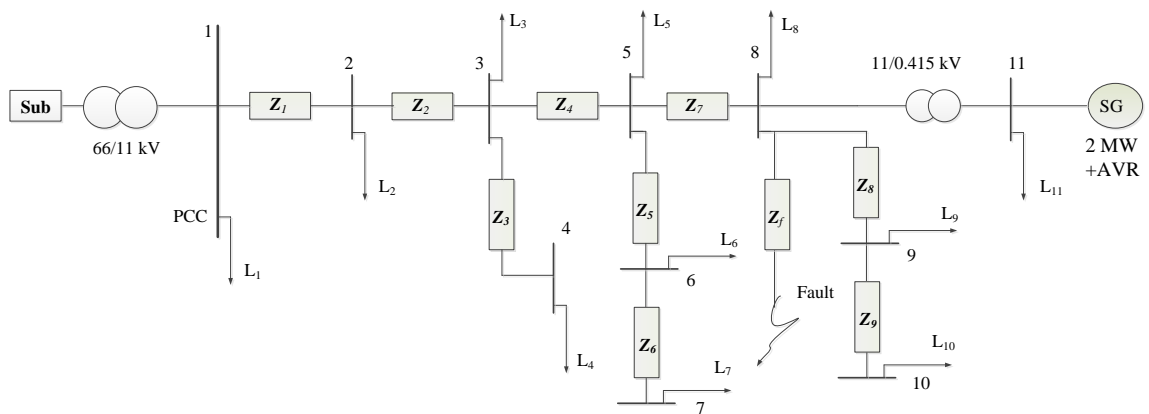 Sub
66/11 kV
1
PCC
L₁
Z₁
2
L₂
Z₂
3
L₃
Z₃
4
L₄
Z₄
5
L₅
Z₅
6
L₆
Z₆
7
L₇
Z₇
8
L₈
Z_f
Fault
Z₈
9
L₉
Z₉
10
L₁₀
11/0.415 kV
11
L₁₁
SG
2 MW
+AVR